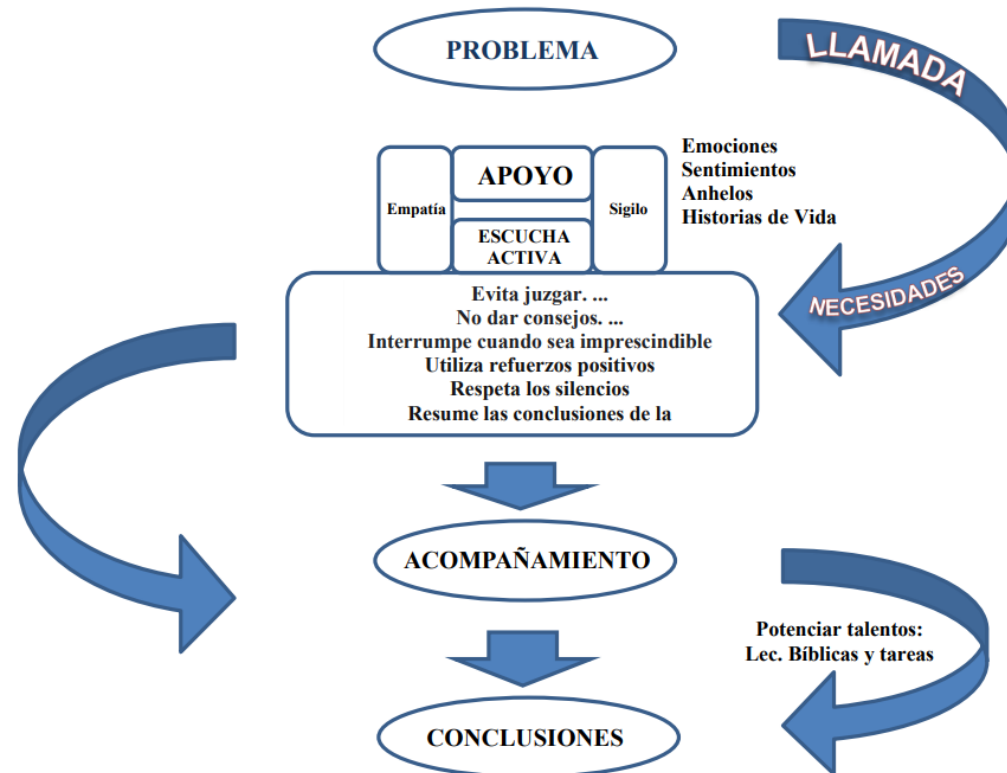 PROBLEMA
LLAMADA
Emociones
Sentimientos
Anhelos
Historias de Vida
APOYO
Empatía
Sigilo
ESCUCHA
ACTIVA
NECESIDADES
Evita juzgar. ...
No dar consejos. ...
Interrumpe cuando sea imprescindible
Utiliza refuerzos positivos
Respeta los silencios
Resume las conclusiones de la
ACOMPAÑAMIENTO
Potenciar talentos:
Lec. Bíblicas y tareas
CONCLUSIONES